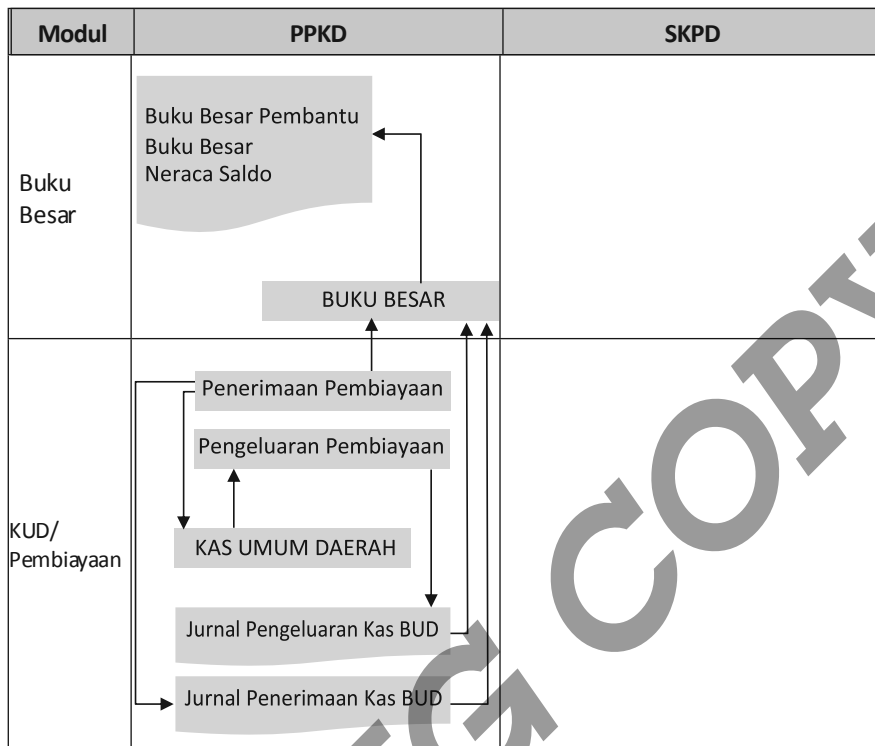 Modul
PPKD
SKPD
Buku Besar Pembantu
Buku Besar
Neraca Saldo
Buku
Besar
BUKU BESAR
Penerimaan Pembiayaan
Pengeluaran Pembiayaan
KUD/
Pembiayaan
KAS UMUM DAERAH
Jurnal Pengeluaran Kas BUD
Jurnal Penerimaan Kas BUD
G COPY